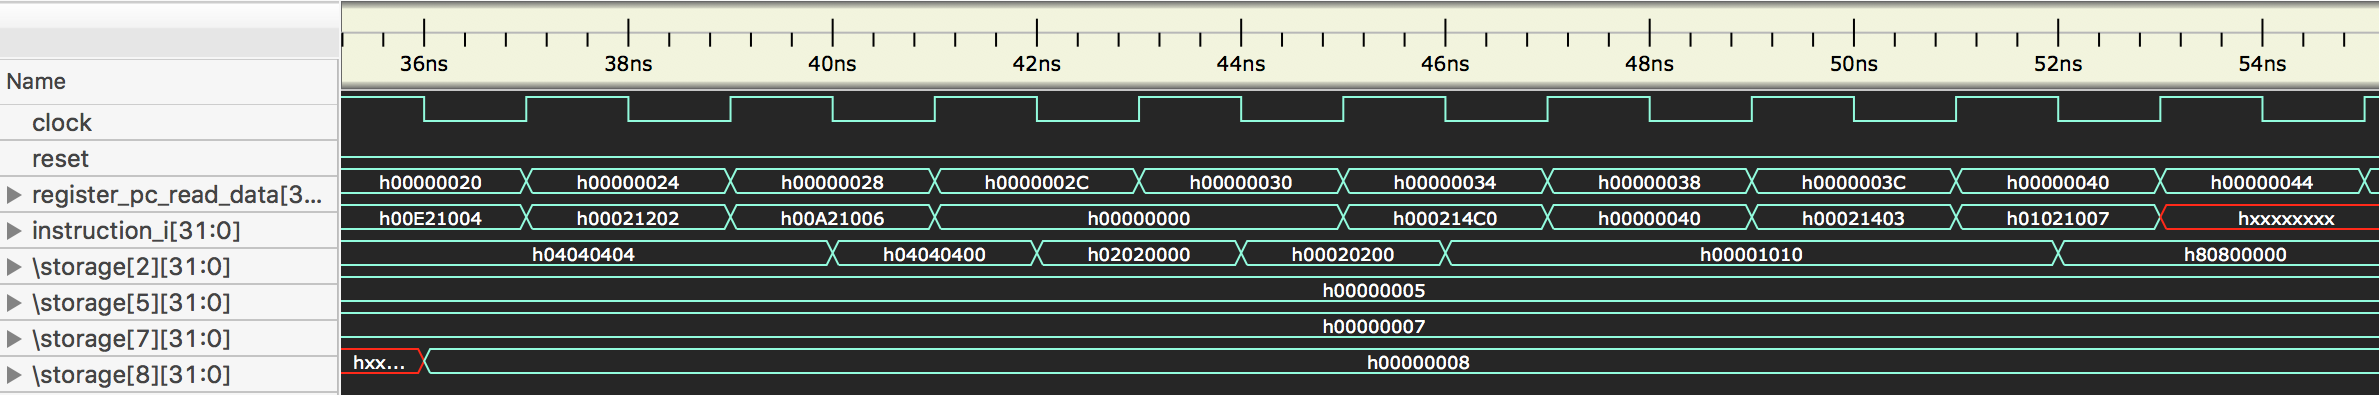 36ns 38ns 40ns 42ns 44ns 46ns 48ns 50ns 52ns 54ns
Name
clock
reset
register_pc_read_data[3... h00000020 h00000024 h00000028 h0000002C h00000030 h00000034 h00000038 h0000003C h00000040 h00000044
instruction_i[31:0] h00E21004 h00021202 h00A21006 h00000000 h000214C0 h00000040 h00021403 h01021007 hxxxxxxxx
\storage[2][31:0] h04040404 h04040400 h02020000 h00020200 h00001010 h80800000
\storage[5][31:0] h00000005
\storage[7][31:0] h00000007
\storage[8][31:0] hxx... h00000008